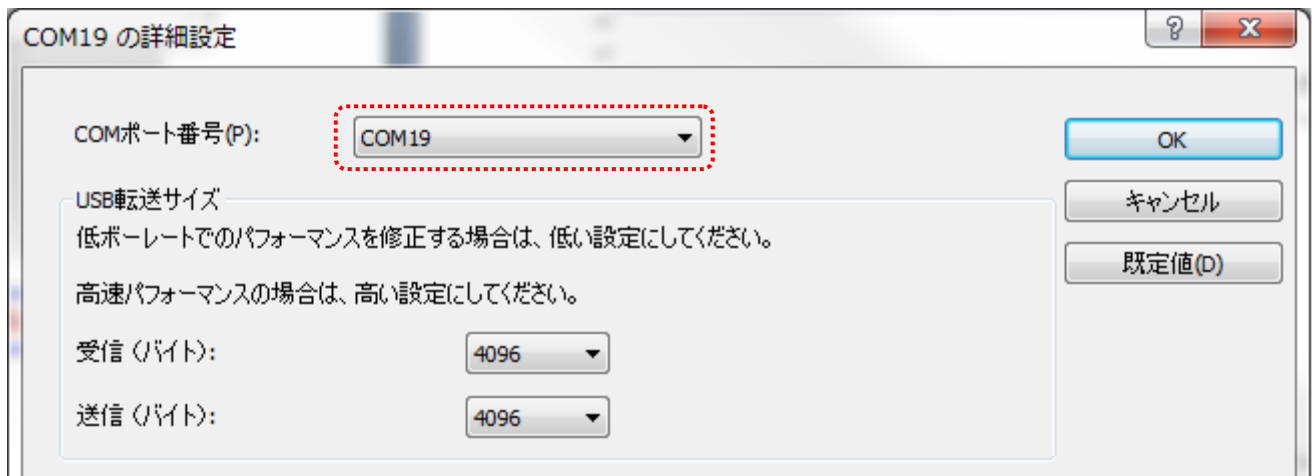 COM19 の詳細設定
COMポート番号(P):
COM19
OK
キャンセル
既定値(D)
USB転送サイズ
低ボーレートでのパフォーマンスを修正する場合は、低い設定にしてください。
高速パフォーマンスの場合は、高い設定にしてください。
受信 (バイト):
4096
送信 (バイト):
4096